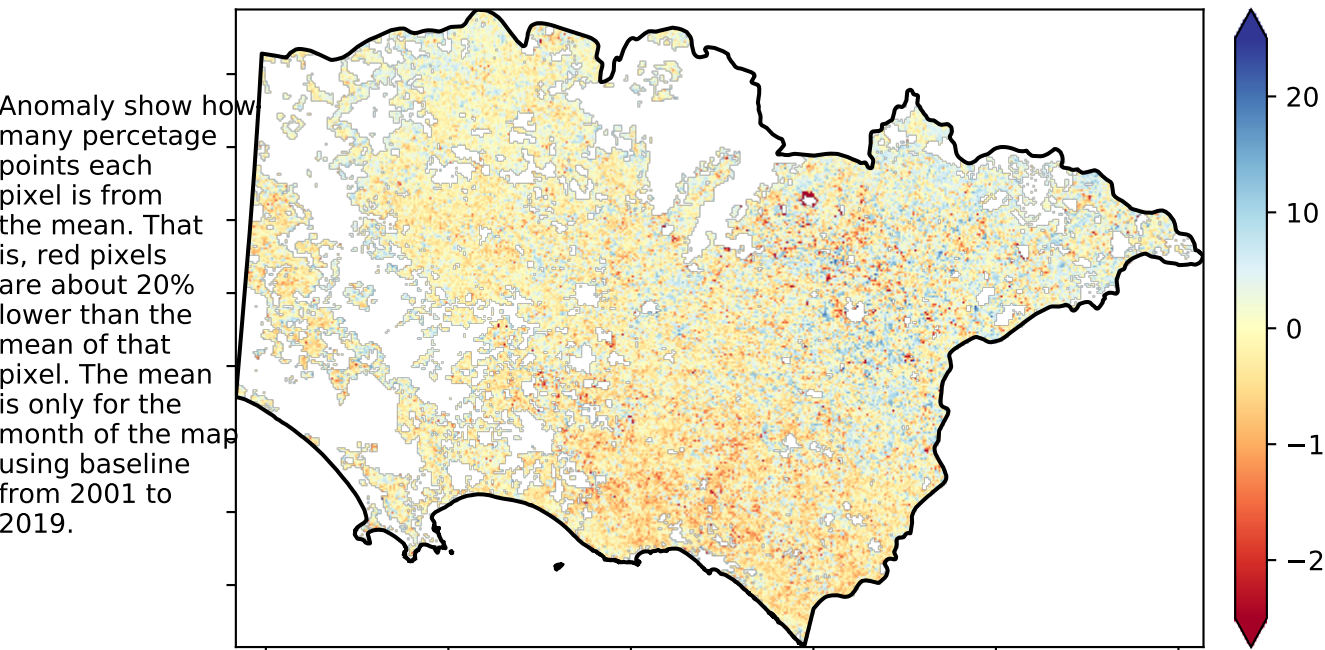 Anomaly show how
many percetage
points each
pixel is from
the mean. That
is, red pixels
are about 20%
lower than the
mean of that
pixel. The mean
is only for the
month of the map
using baseline
from 2001 to
2019.
20
10
0
−1
−2